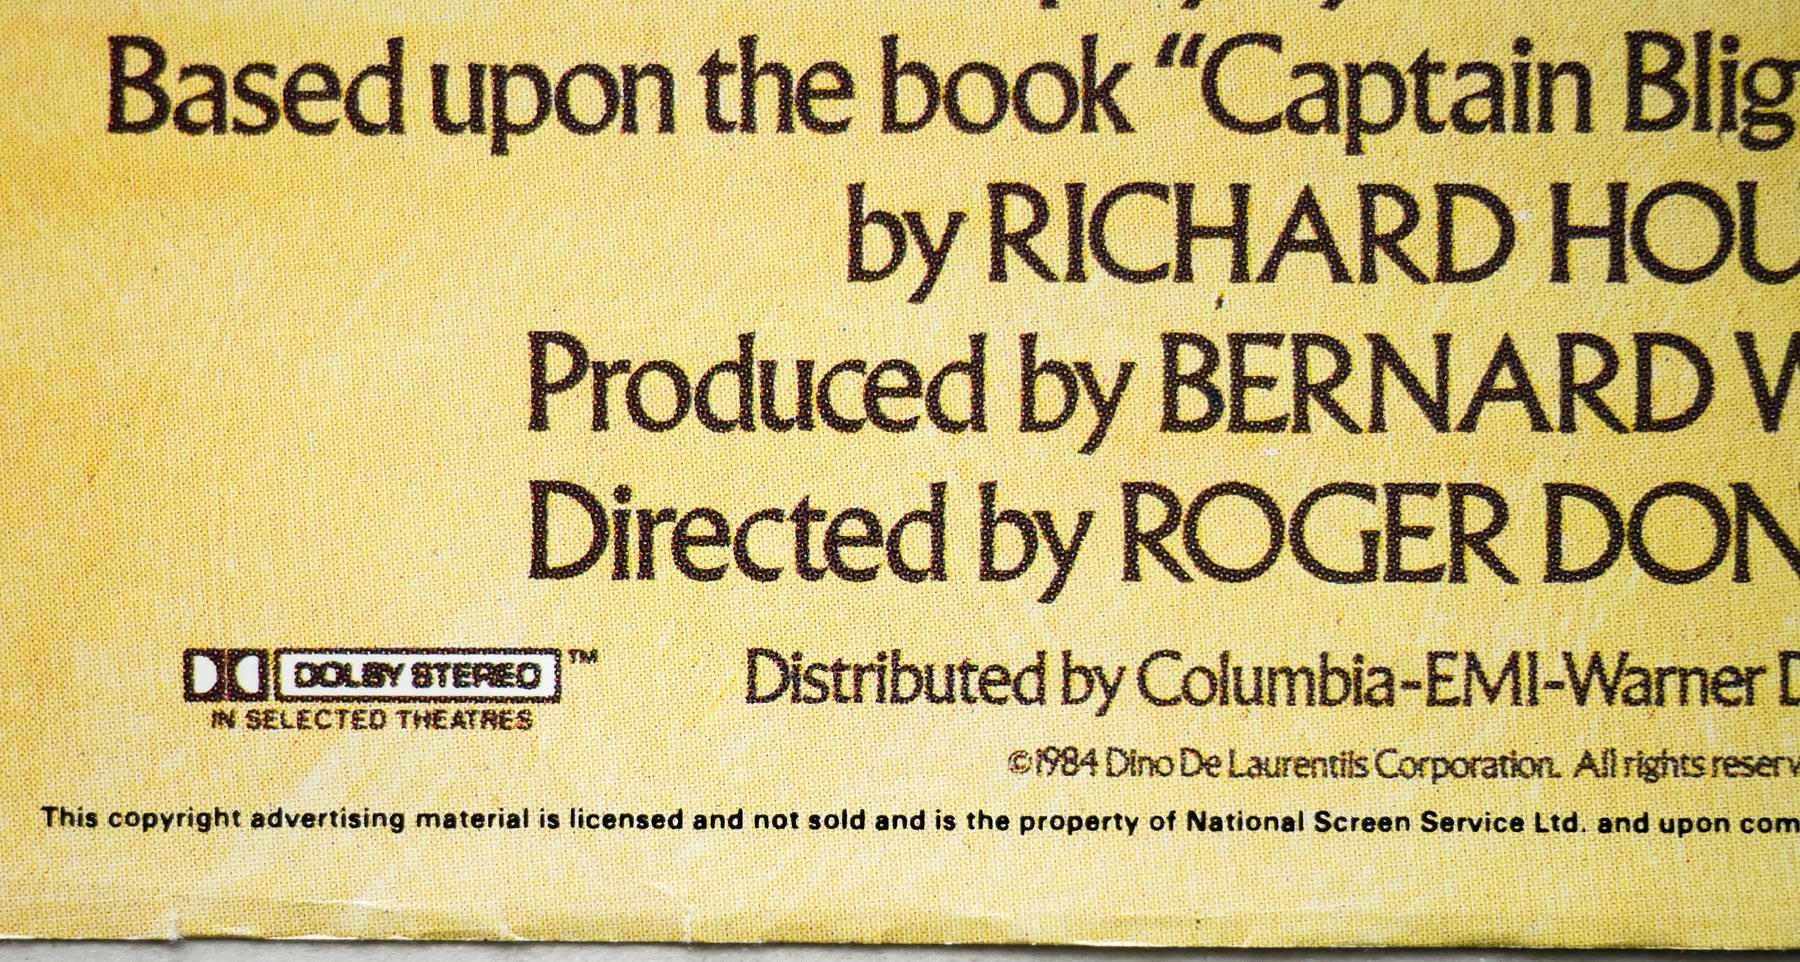 Based upon the book “Captain Blig
by RICHARD HOU
Produced by BERNARD W
Directed by ROGER DON
DOLBY STEREO ™
IN SELECTED THEATRES
Distributed by Columbia-EMI-Warner D
©1984 Dino De Laurentiis Corporation. All rights reserv
This copyright advertising material is licensed and not sold and is the property of National Screen Service Ltd. and upon com